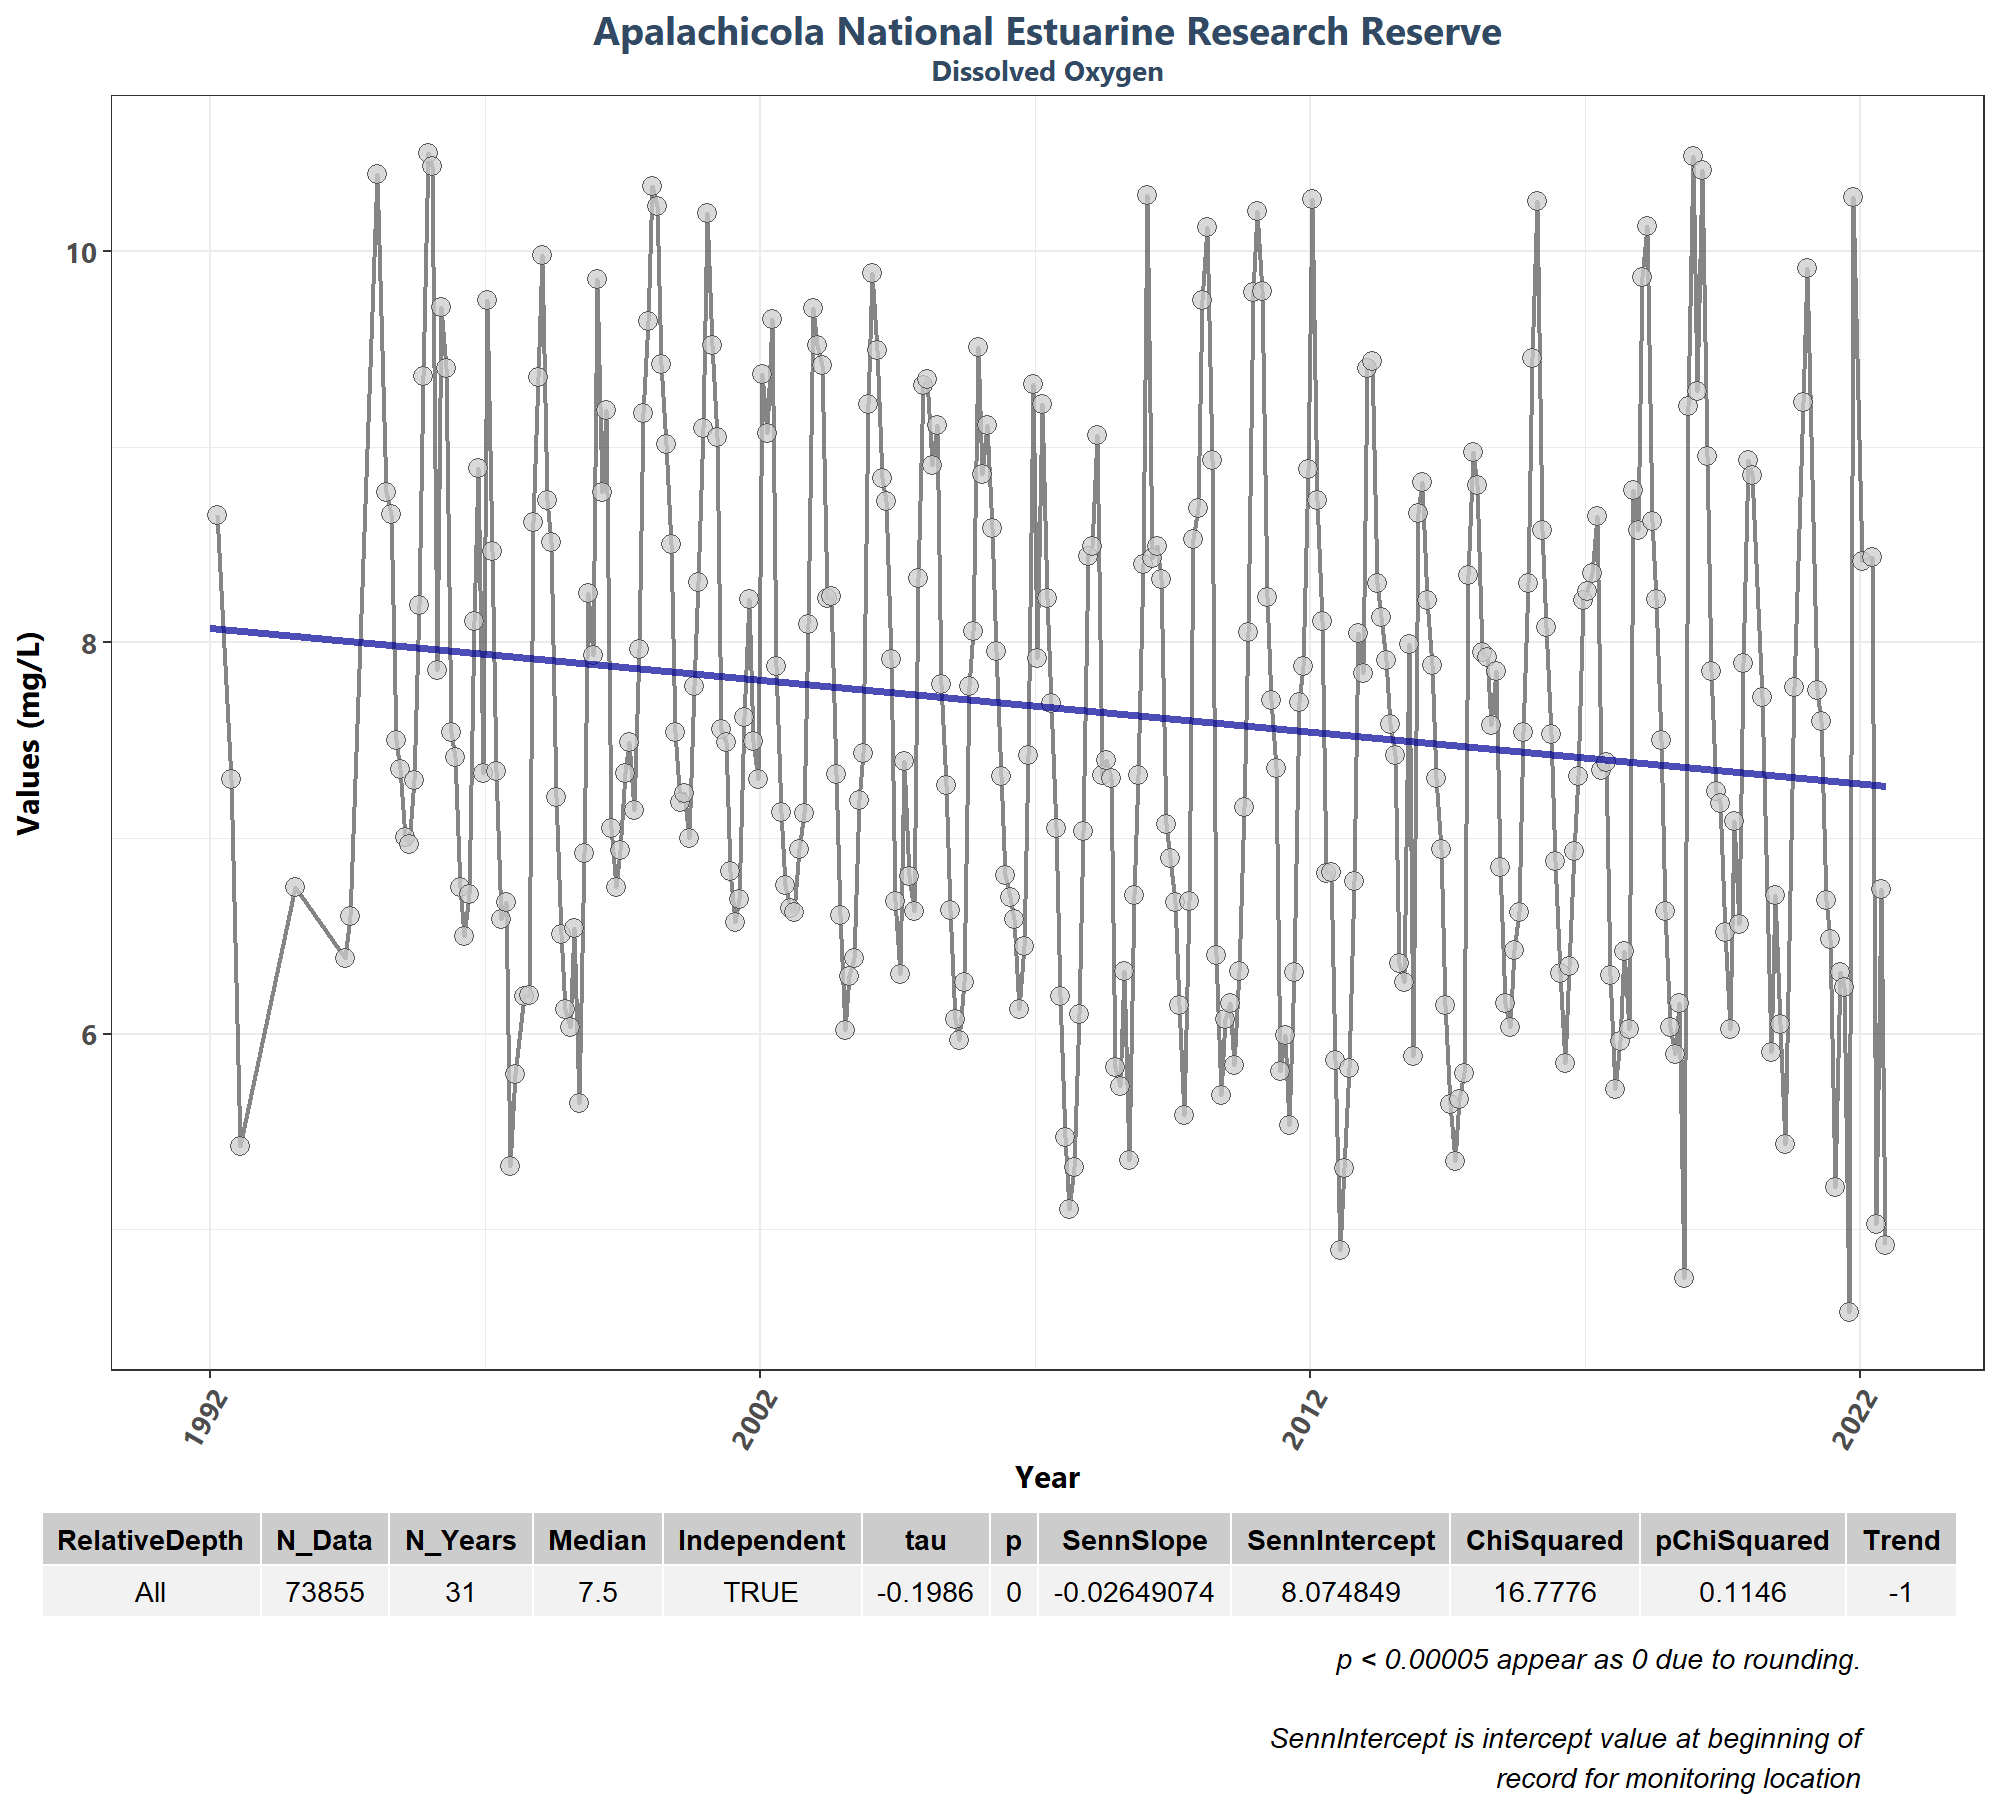 Apalachicola National Estuarine Research Reserve
Dissolved Oxygen
Values (mg/L)
10
8
6
1992
2002
2012
2022
Year
RelativeDepth N_Data N_Years Median Independent tau p SennSlope SennIntercept ChiSquared pChiSquared Trend
All 73855 31 7.5 TRUE -0.1986 0 -0.02649074 8.074849 16.7776 0.1146 -1
p < 0.00005 appear as 0 due to rounding.
SennIntercept is intercept value at beginning of
record for monitoring location